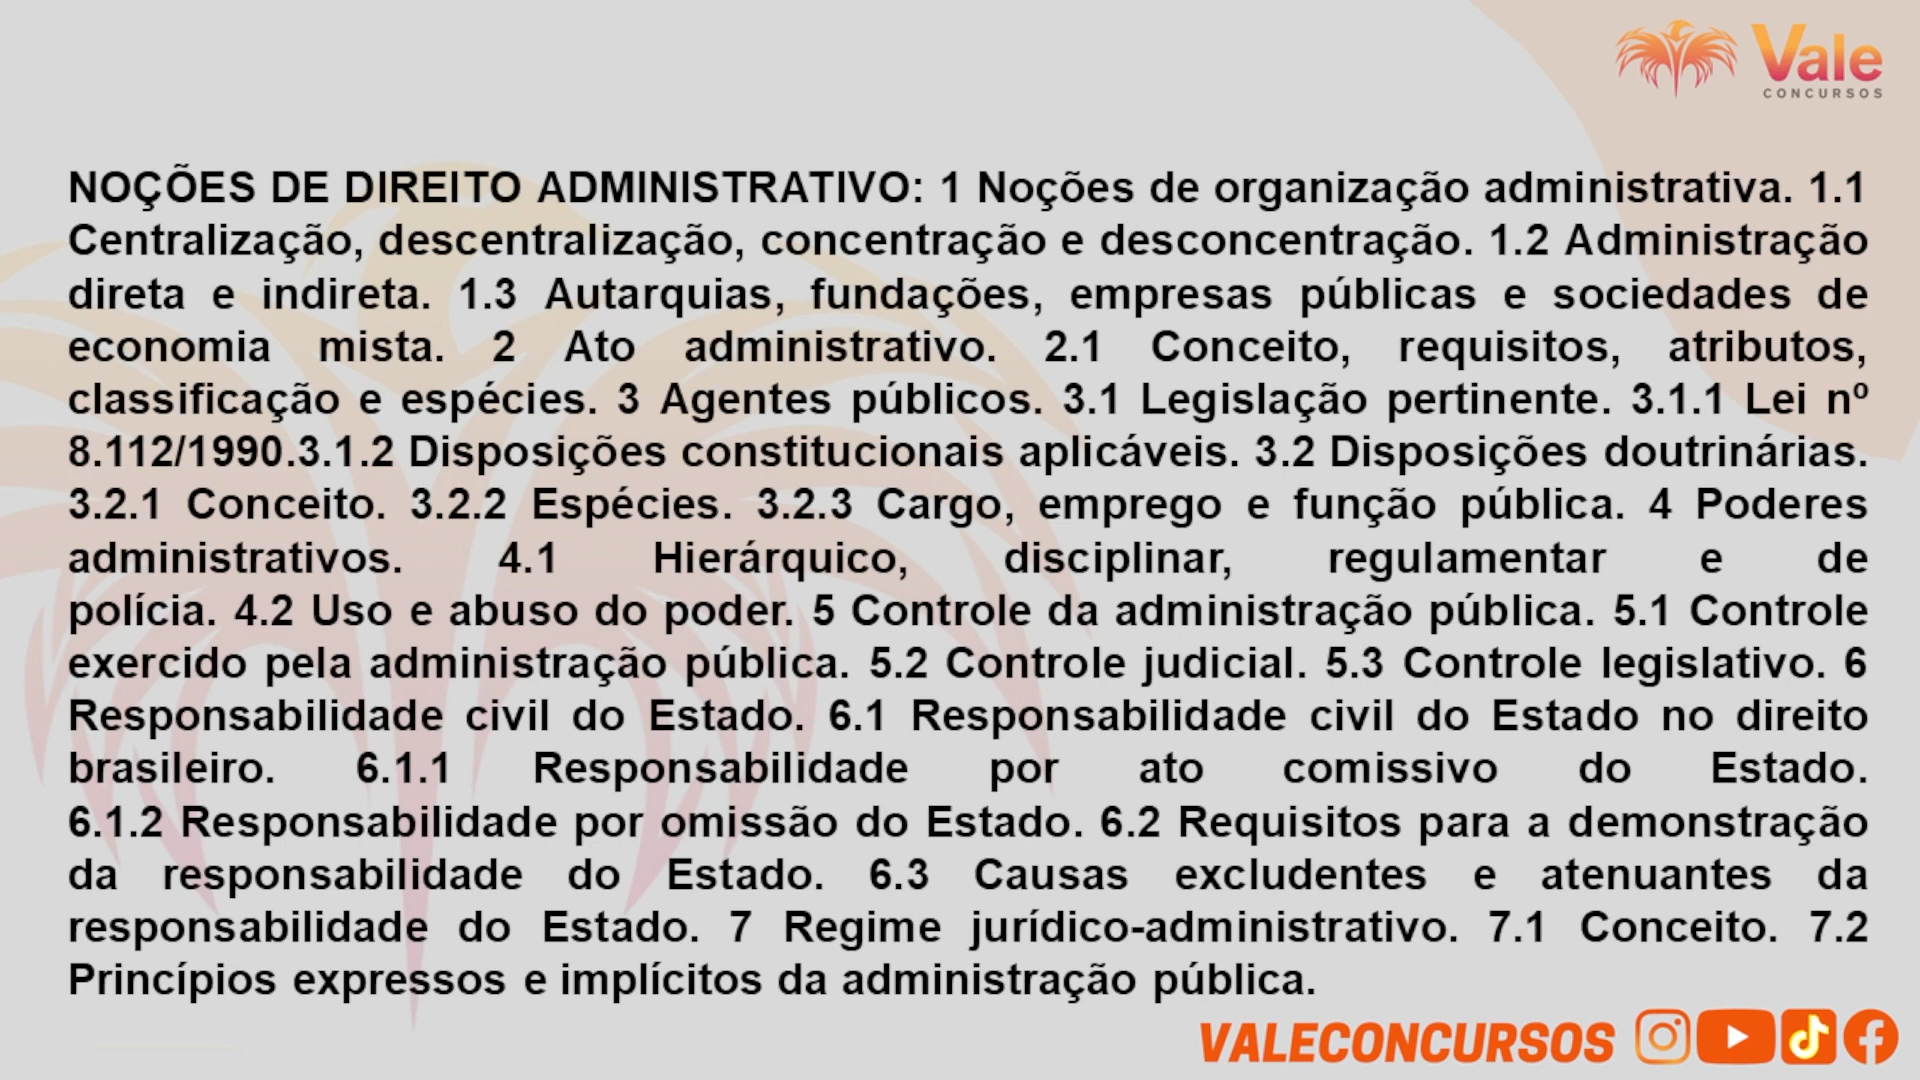 Vale
CONCURSOS
NOÇÕES DE DIREITO ADMINISTRATIVO: 1 Noções de organização administrativa. 1.1
Centralização, descentralização, concentração e desconcentração. 1.2 Administração
direta e indireta. 1.3 Autarquias, fundações, empresas públicas e sociedades de
economia mista. 2 Ato administrativo. 2.1 Conceito, requisitos, atributos,
classificação e espécies. 3 Agentes públicos. 3.1 Legislação pertinente. 3.1.1 Lei nº
8.112/1990.3.1.2 Disposições constitucionais aplicáveis. 3.2 Disposições doutrinárias.
3.2.1 Conceito. 3.2.2 Espécies. 3.2.3 Cargo, emprego e função pública. 4 Poderes
administrativos. 4.1 Hierárquico, disciplinar, regulamentar e de
polícia. 4.2 Uso e abuso do poder. 5 Controle da administração pública. 5.1 Controle
exercido pela administração pública. 5.2 Controle judicial. 5.3 Controle legislativo. 6
Responsabilidade civil do Estado. 6.1 Responsabilidade civil do Estado no direito
brasileiro. 6.1.1 Responsabilidade por ato comissivo do Estado.
6.1.2 Responsabilidade por omissão do Estado. 6.2 Requisitos para a demonstração
da responsabilidade do Estado. 6.3 Causas excludentes e atenuantes da
responsabilidade do Estado. 7 Regime jurídico-administrativo. 7.1 Conceito. 7.2
Princípios expressos e implícitos da administração pública.
VALECONCURSOS